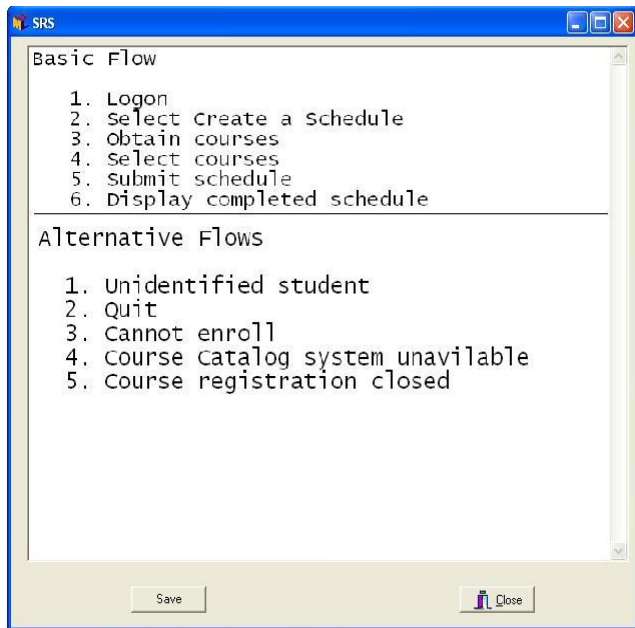 SRS
Basic Flow
1. Logon
2. Select Create a Schedule
3. Obtain courses
4. Select courses
5. Submit schedule
6. Display completed schedule
Alternative Flows
1. Unidentified student
2. Quit
3. Cannot enroll
4. Course Catalog system unavilable
5. Course registration closed
Save
Close